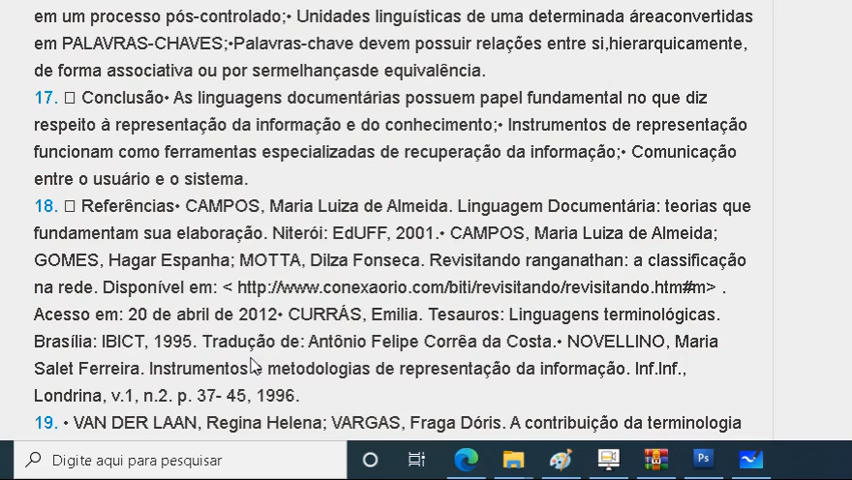 em um processo pós-controlado;• Unidades linguísticas de uma determinada áreaconvertidas
em PALAVRAS-CHAVES;•Palavras-chave devem possuir relações entre si,hierarquicamente,
de forma associativa ou por sermelhançasde equivalência.
17. □ Conclusão• As linguagens documentárias possuem papel fundamental no que diz
respeito à representação da informação e do conhecimento;• Instrumentos de representação
funcionam como ferramentas especializadas de recuperação da informação;• Comunicação
entre o usuário e o sistema.
18. □ Referências• CAMPOS, Maria Luiza de Almeida. Linguagem Documentária: teorias que
fundamentam sua elaboração. Niterói: EdUFF, 2001.• CAMPOS, Maria Luiza de Almeida;
GOMES, Hagar Espanha; MOTTA, Dilza Fonseca. Revisitando ranganathan: a classificação
na rede. Disponível em: < http://www.conexaorio.com/biti/revisitando/revisitando.htm#m> .
Acesso em: 20 de abril de 2012• CURRÁS, Emilia. Tesauros: Linguagens terminológicas.
Brasília: IBICT, 1995. Tradução de: Antônio Felipe Corrêa da Costa.• NOVELLINO, Maria
Salet Ferreira. Instrumentos e metodologias de representação da informação. Inf.Inf.,
Londrina, v.1, n.2. p. 37- 45, 1996.
19. • VAN DER LAAN, Regina Helena; VARGAS, Fraga Dóris. A contribuição da terminologia
Digite aqui para pesquisar
Ps